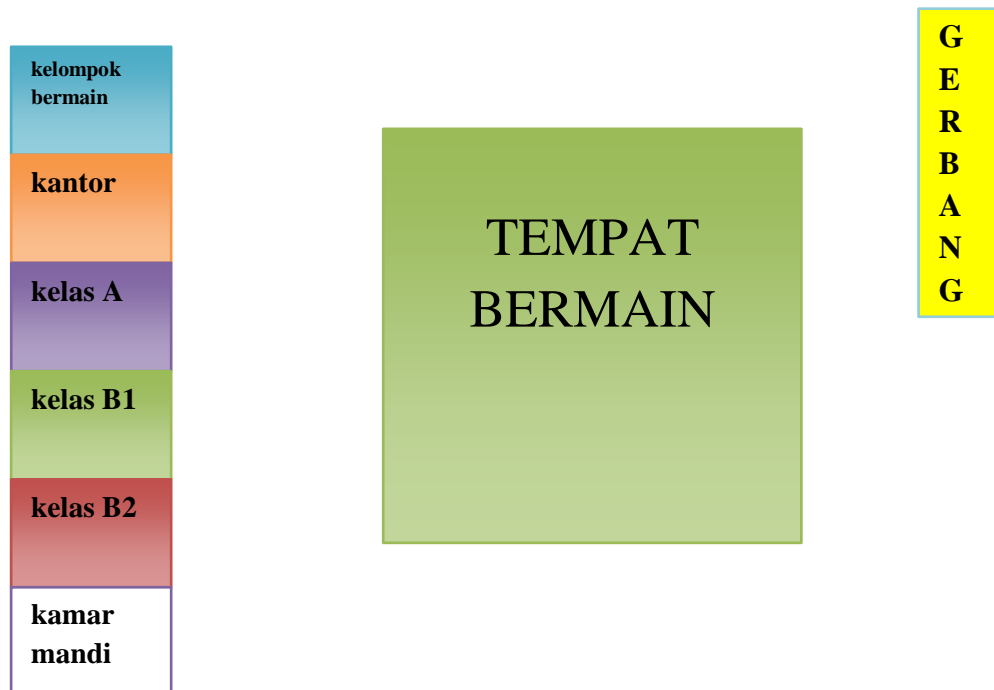 kelompok
bermain
kantor
kelas A
kelas B1
kelas B2
kamar
mandi
TEMPAT
BERMAIN
G
E
R
B
A
N
G